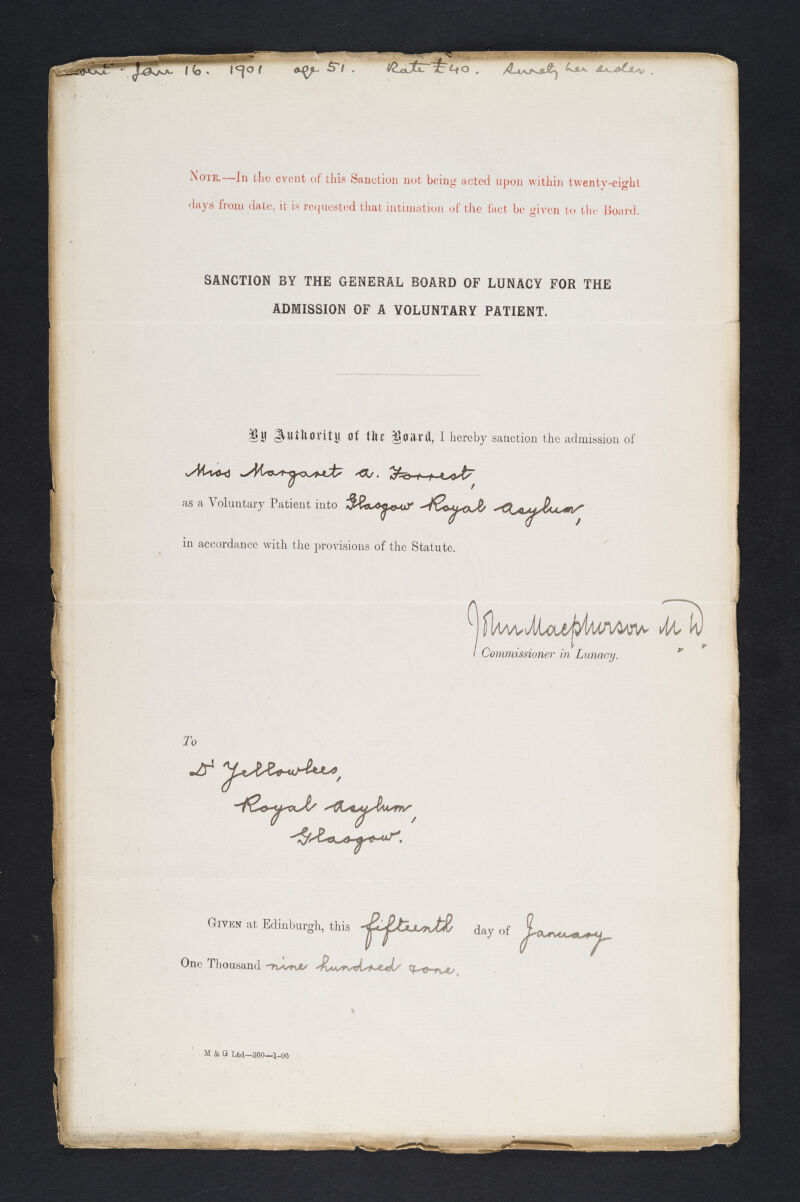 Jan 16. 1901 age 51. Rate £40. Surety her sister.
NOTE.—In the event of this Sanction not being acted upon within twenty-eight
days from date, it is requested that intimation of the fact be given to the Board.
SANCTION BY THE GENERAL BOARD OF LUNACY FOR THE
ADMISSION OF A VOLUNTARY PATIENT.
By Authority of the Board, I hereby sanction the admission of
Miss Margaret A. Forrest,
as a Voluntary Patient into Glasgow Royal Asylum,
in accordance with the provisions of the Statute.
John Macpherson M.D.
Commissioner in Lunacy.
To
Dr Yellowlees,
Royal Asylum,
Glasgow.
GIVEN at Edinburgh, this fifteenth day of January
One Thousand nine hundred & one.
M & G Ltd—300—1-00